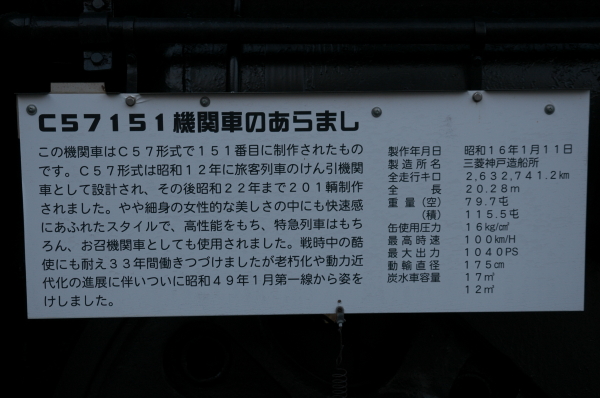 C57151機関車のあらまし
この機関車はC57形式で151番目に制作されたもの
です。C57形式は昭和12年に旅客列車のけん引機関
車として設計され、その後昭和22年まで201輌制作
されました。やや細身の女性的な美しさの中にも快速感
にあふれたスタイルで、高性能をもち、特急列車はもち
ろん、お召機関車としても使用されました。戦時中の酷
使にも耐え33年間働きつづけましたが老朽化や動力近
代化の進展に伴いついに昭和49年1月第一線から姿を
けしました。
製作年月日 昭和16年1月11日
製造所名 三菱神戸造船所
全走行キロ 2,632,741.2km
全長 20.28m
重量(空) 79.7屯
(積) 115.5屯
缶使用圧力 16kg/c㎡
最高時速 100km/H
最大出力 1040PS
動輪直径 175cm
炭水車容量 17㎥
12㎥